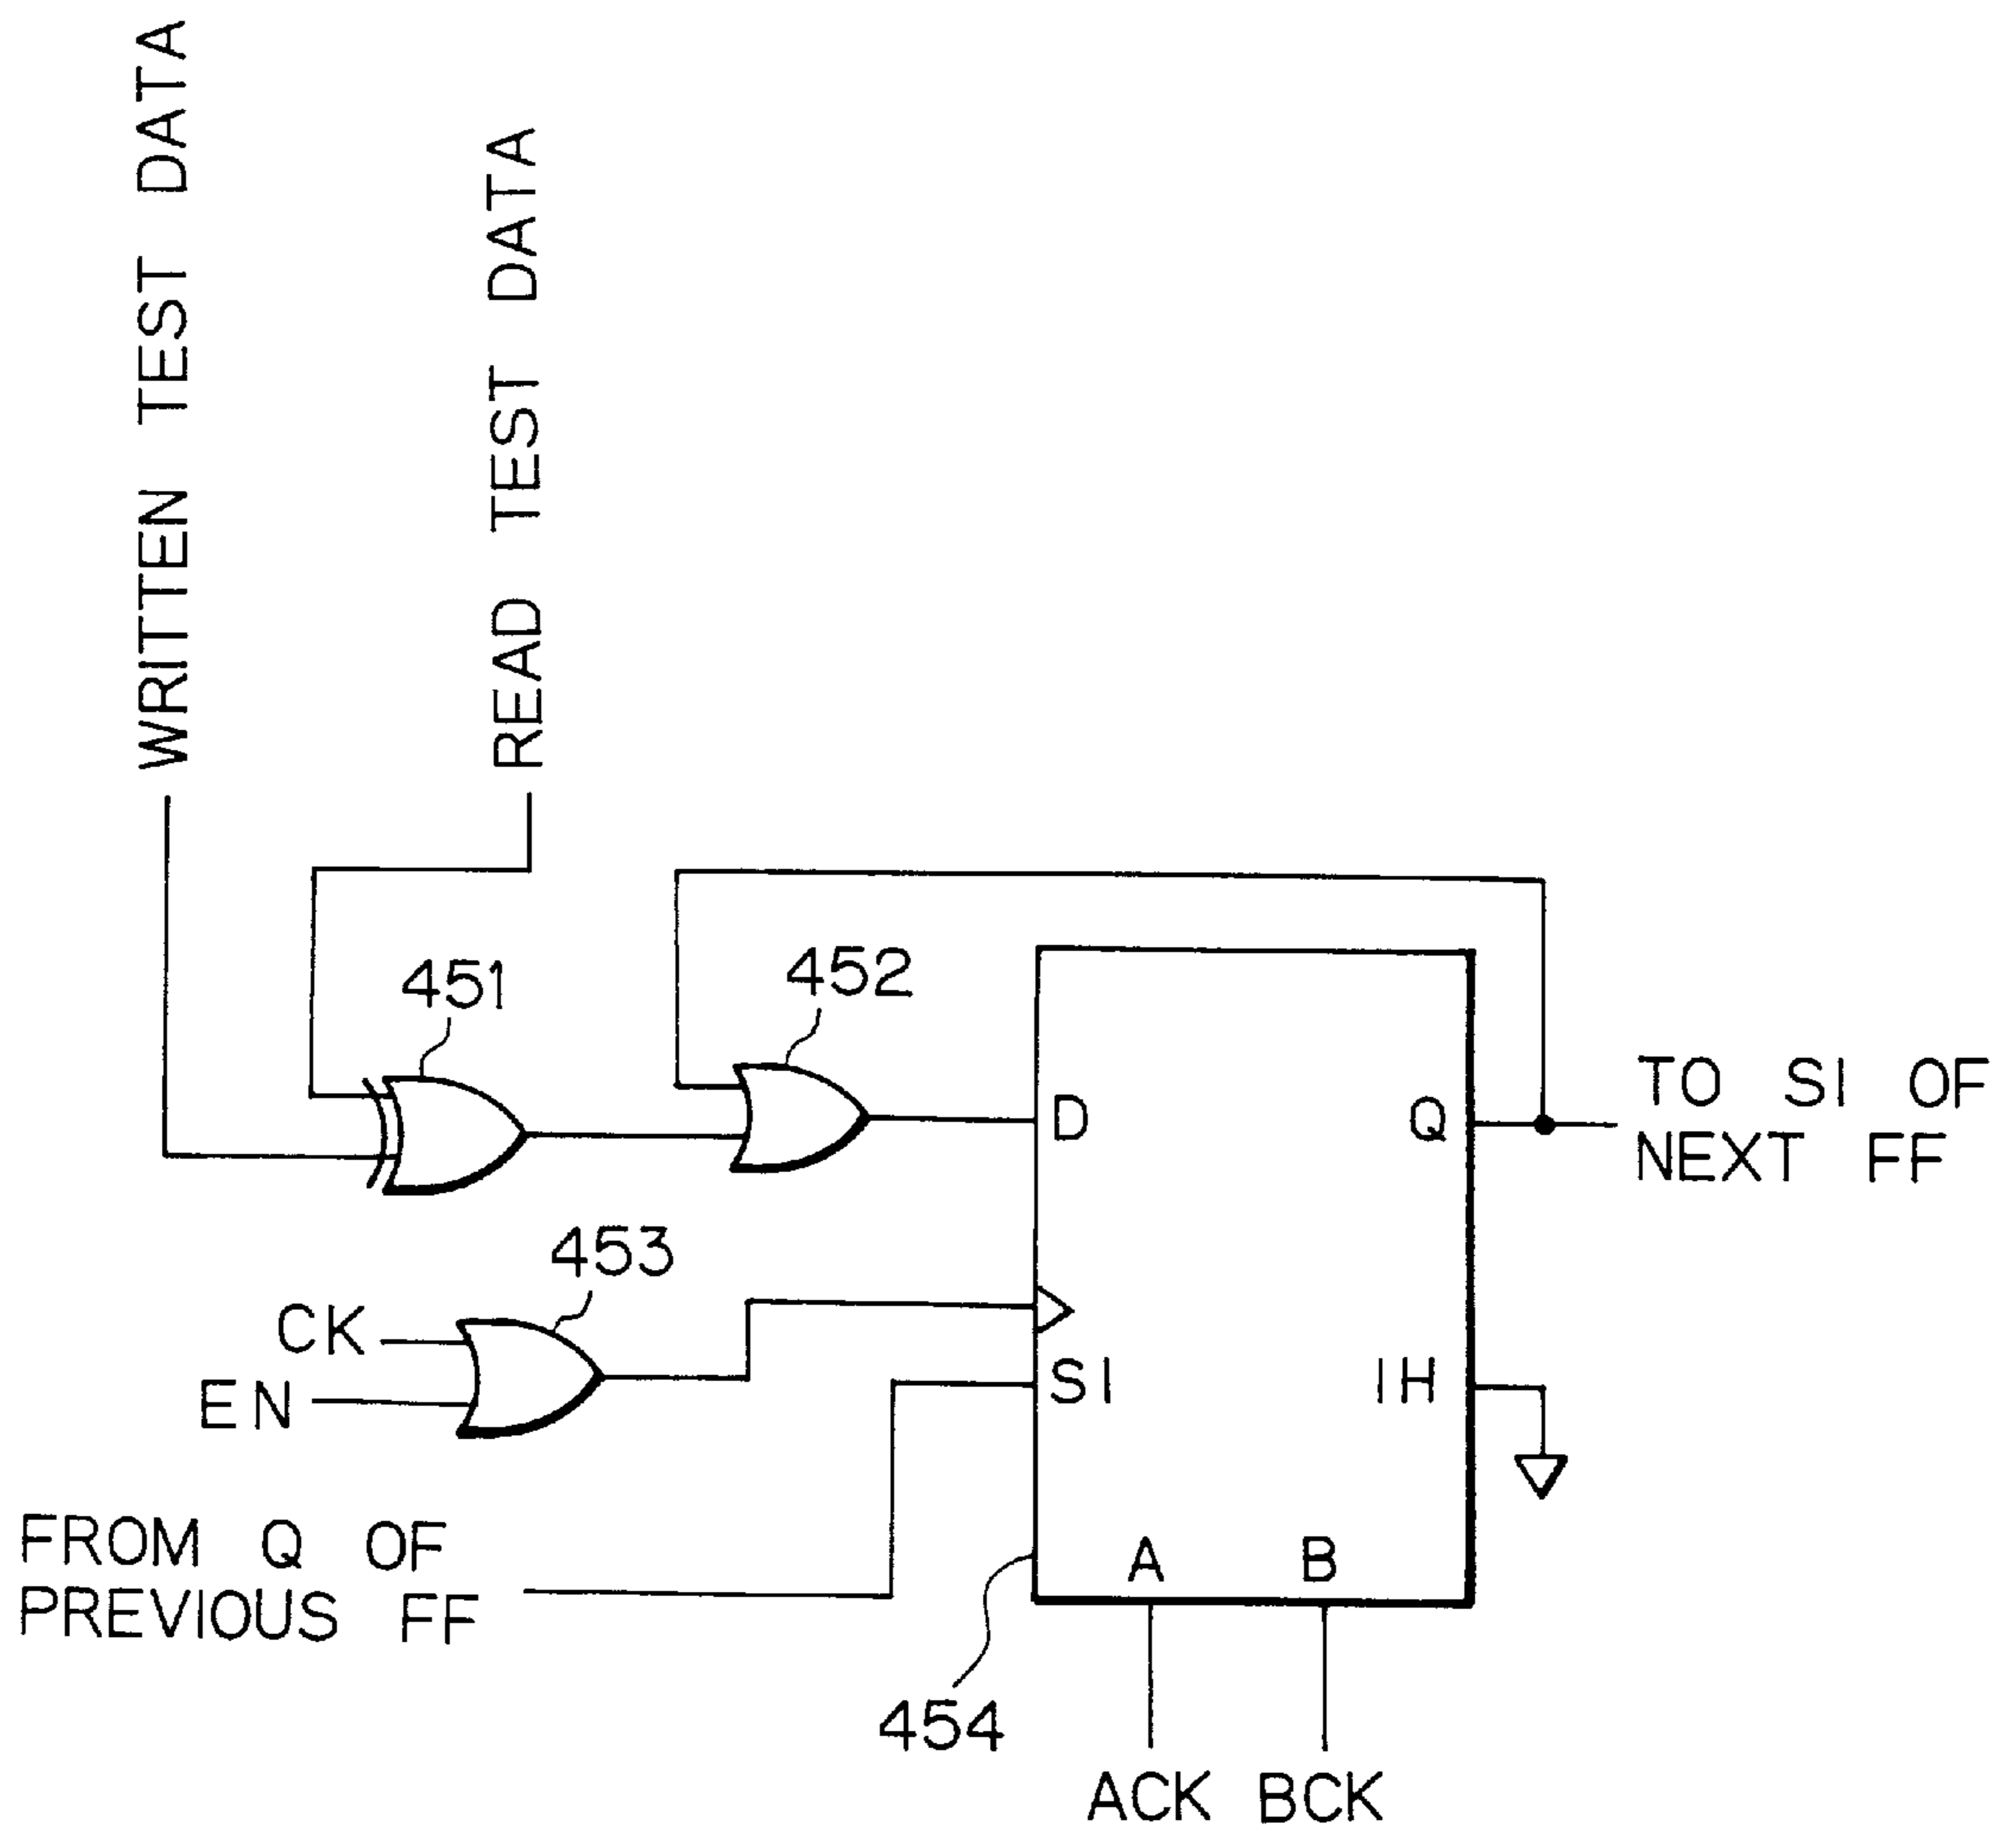 WRITTEN TEST DATA
READ TEST DATA
451
452
D
Q
TO SI OF
NEXT FF
453
CK
EN
SI
IH
FROM Q OF
PREVIOUS FF
A
B
454
ACK
BCK